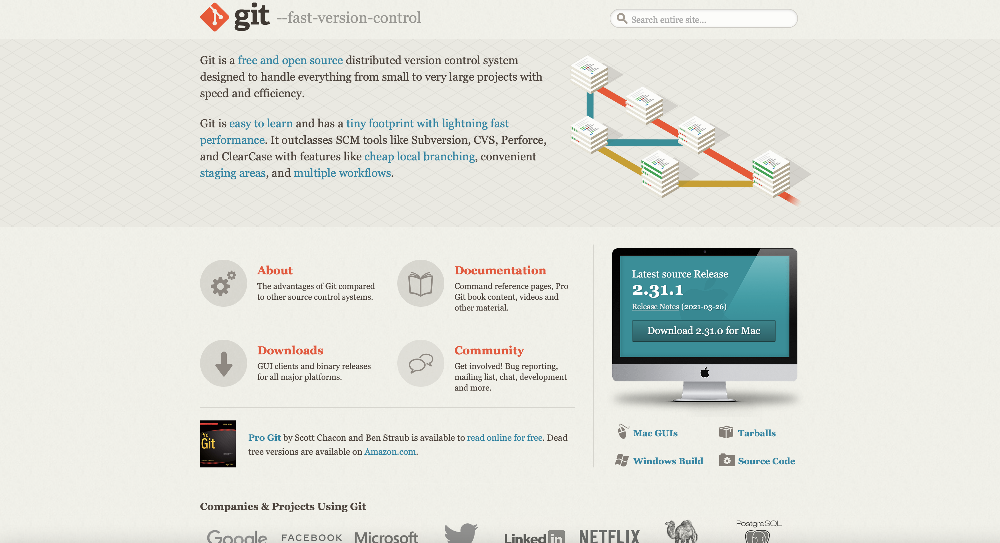 git --fast-version-control
Search entire site...
Git is a free and open source distributed version control system
designed to handle everything from small to very large projects with
speed and efficiency.
Git is easy to learn and has a tiny footprint with lightning fast
performance. It outclasses SCM tools like Subversion, CVS, Perforce,
and ClearCase with features like cheap local branching, convenient
staging areas, and multiple workflows.
About
The advantages of Git compared
to other source control systems.
Documentation
Command reference pages, Pro
Git book content, videos and
other material.
Downloads
GUI clients and binary releases
for all major platforms.
Community
Get involved! Bug reporting,
mailing list, chat, development
and more.
Latest source Release
2.31.1
Release Notes (2021-03-26)
Download 2.31.0 for Mac
Pro
Git
Apress
Pro Git by Scott Chacon and Ben Straub is available to read online for free. Dead
tree versions are available on Amazon.com.
Mac GUIs
Tarballs
Windows Build
Source Code
Companies & Projects Using Git
Google
FACEBOOK
Microsoft
Linked in
NETFLIX
PostgreSQL